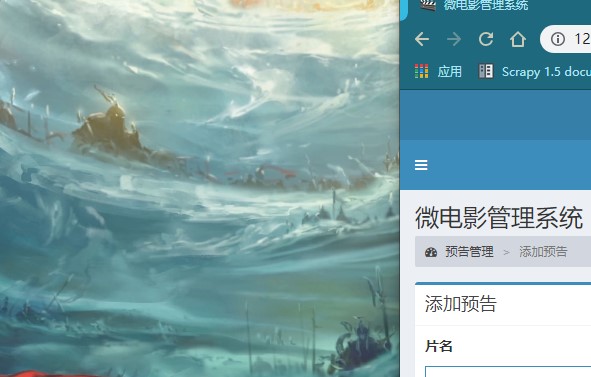 微电影管理系统
12
应用 Scrapy 1.5 docu
微电影管理系统
预告管理 > 添加预告
添加预告
片名